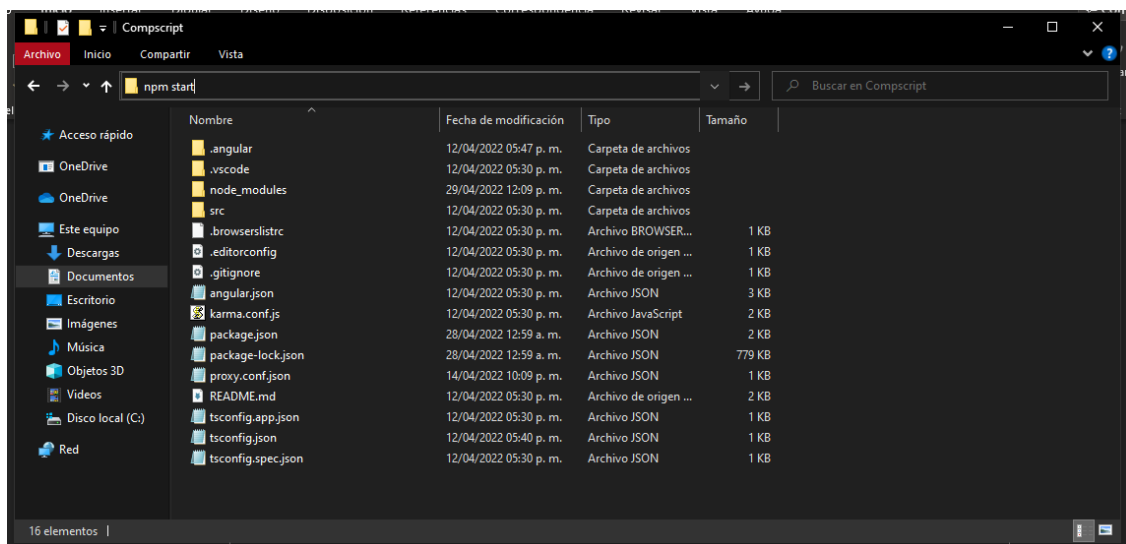 Compscript
Archivo Inicio Compartir Vista
npm start Buscar en Compscript
Nombre Fecha de modificación Tipo Tamaño
Acceso rápido
OneDrive
OneDrive
Este equipo
Descargas
Documentos
Escritorio
Imágenes
Música
Objetos 3D
Videos
Disco local (C:)
Red
.angular 12/04/2022 05:47 p. m. Carpeta de archivos
.vscode 12/04/2022 05:30 p. m. Carpeta de archivos
node_modules 29/04/2022 12:09 p. m. Carpeta de archivos
src 12/04/2022 05:30 p. m. Carpeta de archivos
.browserslistrc 12/04/2022 05:30 p. m. Archivo BROWSER... 1 KB
.editorconfig 12/04/2022 05:30 p. m. Archivo de origen ... 1 KB
.gitignore 12/04/2022 05:30 p. m. Archivo de origen ... 1 KB
angular.json 12/04/2022 05:30 p. m. Archivo JSON 3 KB
karma.conf.js 12/04/2022 05:30 p. m. Archivo JavaScript 2 KB
package.json 28/04/2022 12:59 a. m. Archivo JSON 2 KB
package-lock.json 28/04/2022 12:59 a. m. Archivo JSON 779 KB
proxy.conf.json 14/04/2022 10:09 p. m. Archivo JSON 1 KB
README.md 12/04/2022 05:30 p. m. Archivo de origen ... 2 KB
tsconfig.app.json 12/04/2022 05:30 p. m. Archivo JSON 1 KB
tsconfig.json 12/04/2022 05:40 p. m. Archivo JSON 1 KB
tsconfig.spec.json 12/04/2022 05:30 p. m. Archivo JSON 1 KB
16 elementos